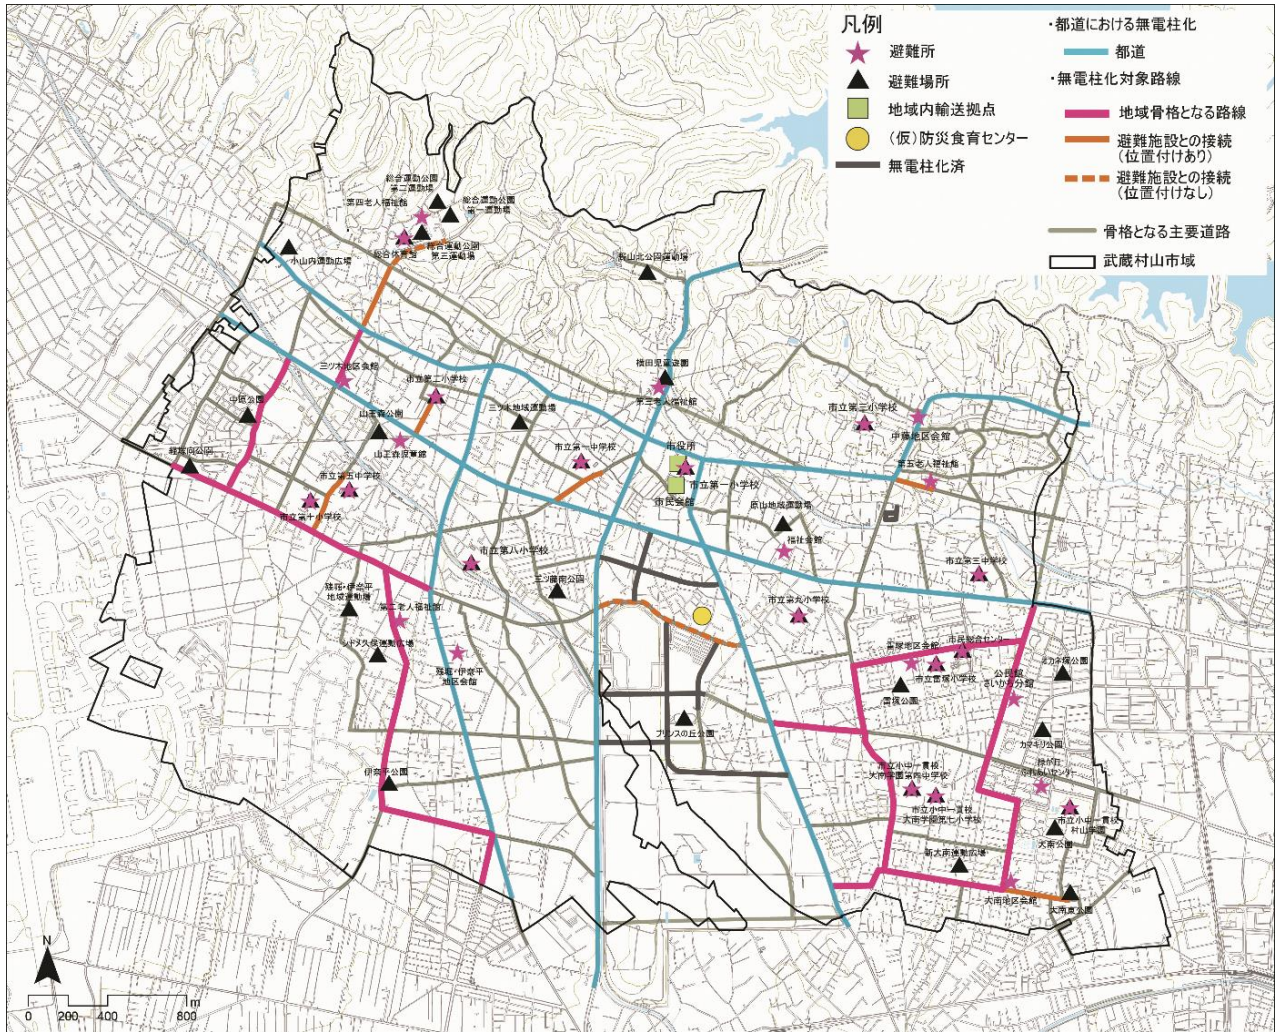 凡例
避難所
避難場所
地域内輸送拠点
(仮)防災食育センター
無電柱化済
・都道における無電柱化
都道
・無電柱化対象路線
地域骨格となる路線
避難施設との接続
(位置付けあり)
避難施設との接続
(位置付けなし)
骨格となる主要道路
武蔵村山市域
総合運動公園
第二運動場
第四老人福祉館
総合運動公園
第一運動場
総合体育館
総合運動公園
第三運動場
小山内運動広場
横田児童遊園
第三老人福祉館
三ツ木地区会館
市立第二小学校
中原公園
山王森公園
山王森児童館
三ツ木地域運動場
市立第一中学校
市役所
市立第一小学校
市民会館
市立第三小学校
中藤地区会館
第五老人福祉館
原山地域運動場
福祉会館
市立第五中学校
市立第十小学校
市立第八小学校
三ツ藤南公園
市立第三中学校
市立第九小学校
残堀・伊奈平
地域運動場
第二老人福祉館
シドメ久保運動広場
残堀・伊奈平
地区会館
雷塚地区会館
市民総合センター
市立雷塚小学校
雷塚公園
公民館
さいかち分館
プリンスの丘公園
カマキリ公園
緑が丘
ふれあいセンター
伊奈平公園
市立小中一貫校
大南学園第四中学校
市立小中一貫校
大南学園第七小学校
市立小中一貫校
村山学園
大南公園
新大南運動広場
大南地区会館
大南東公園
N
0 200 400 800
m